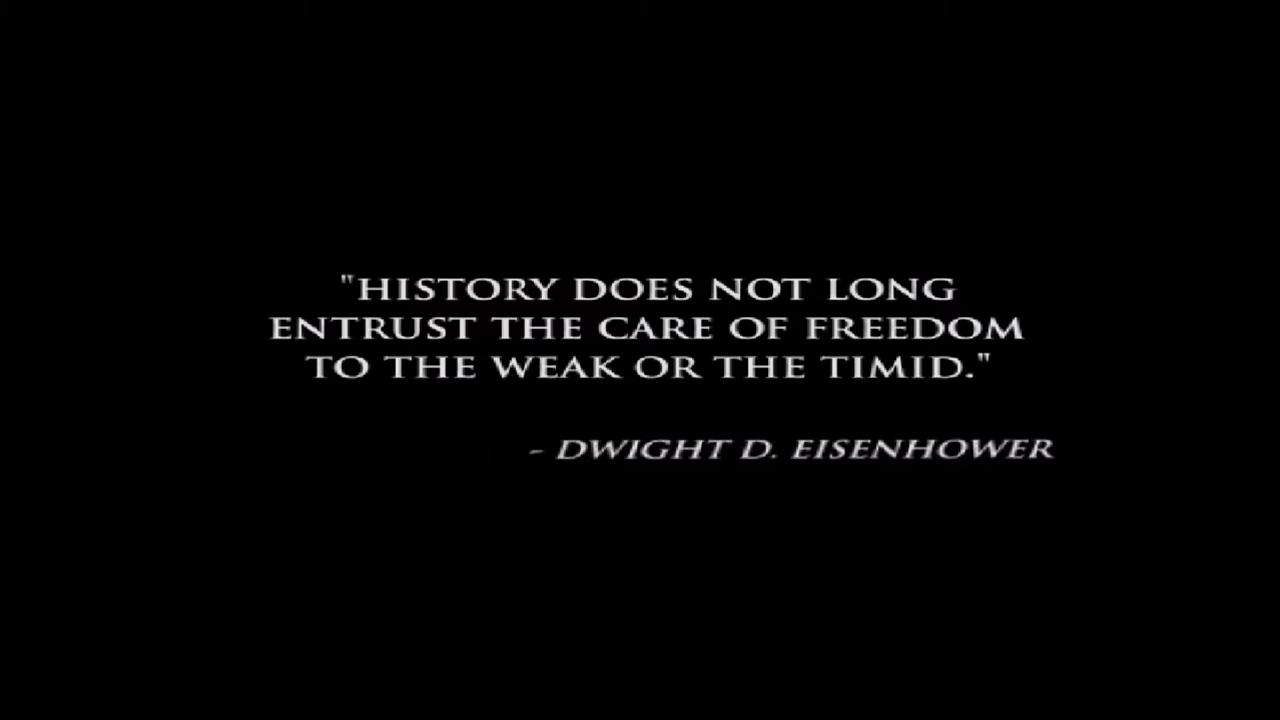 "HISTORY DOES NOT LONG
ENTRUST THE CARE OF FREEDOM
TO THE WEAK OR THE TIMID."
- DWIGHT D. EISENHOWER